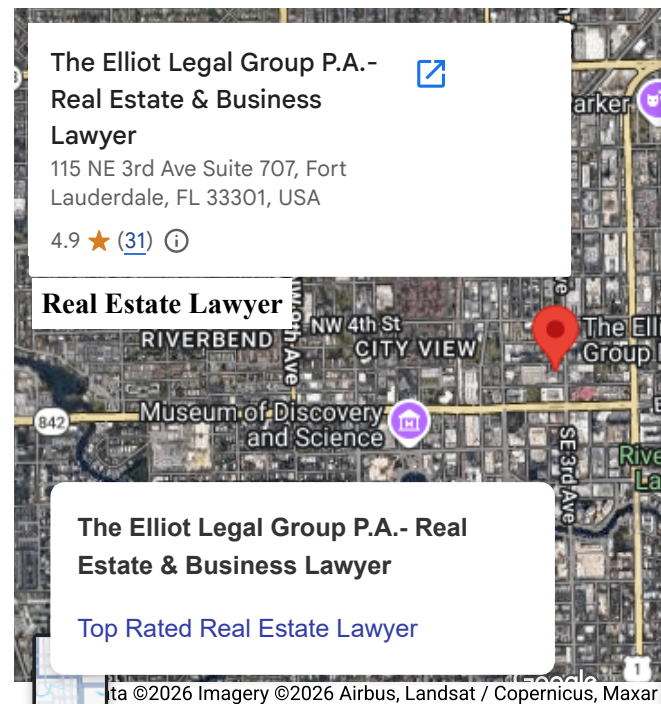 The Elliot Legal Group P.A.-
Real Estate & Business
Lawyer
115 NE 3rd Ave Suite 707, Fort
Lauderdale, FL 33301, USA
4.9 ★ (31)
arker
Real Estate Lawyer
NW 4th St
RIVERBEND
CITY VIEW
The Ell
Group
842
Museum of Discovery
and Science
SE 3rd Ave
Rive
La
The Elliot Legal Group P.A.- Real
Estate & Business Lawyer
Top Rated Real Estate Lawyer
1
Google
ta ©2026 Imagery ©2026 Airbus, Landsat / Copernicus, Maxar